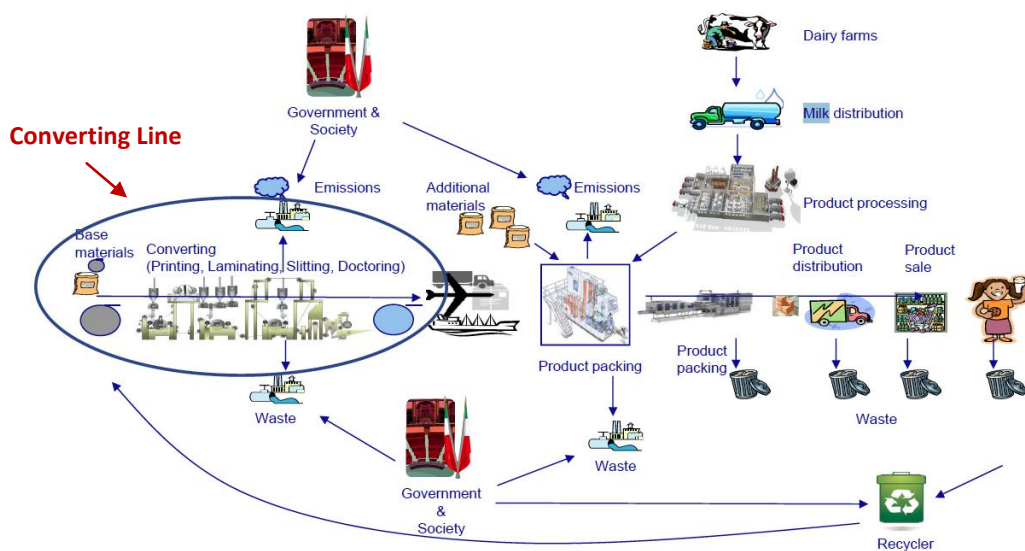 Dairy farms
Milk distribution
Government &
Society
Converting Line
Emissions
Additional
materials
Emissions
Product processing
Base
materials
Converting
(Printing, Laminating, Slitting, Doctoring)
Product
distribution
Product
sale
Product packing
Product
packing
Waste
Waste
Waste
Government
&
Society
Recycler